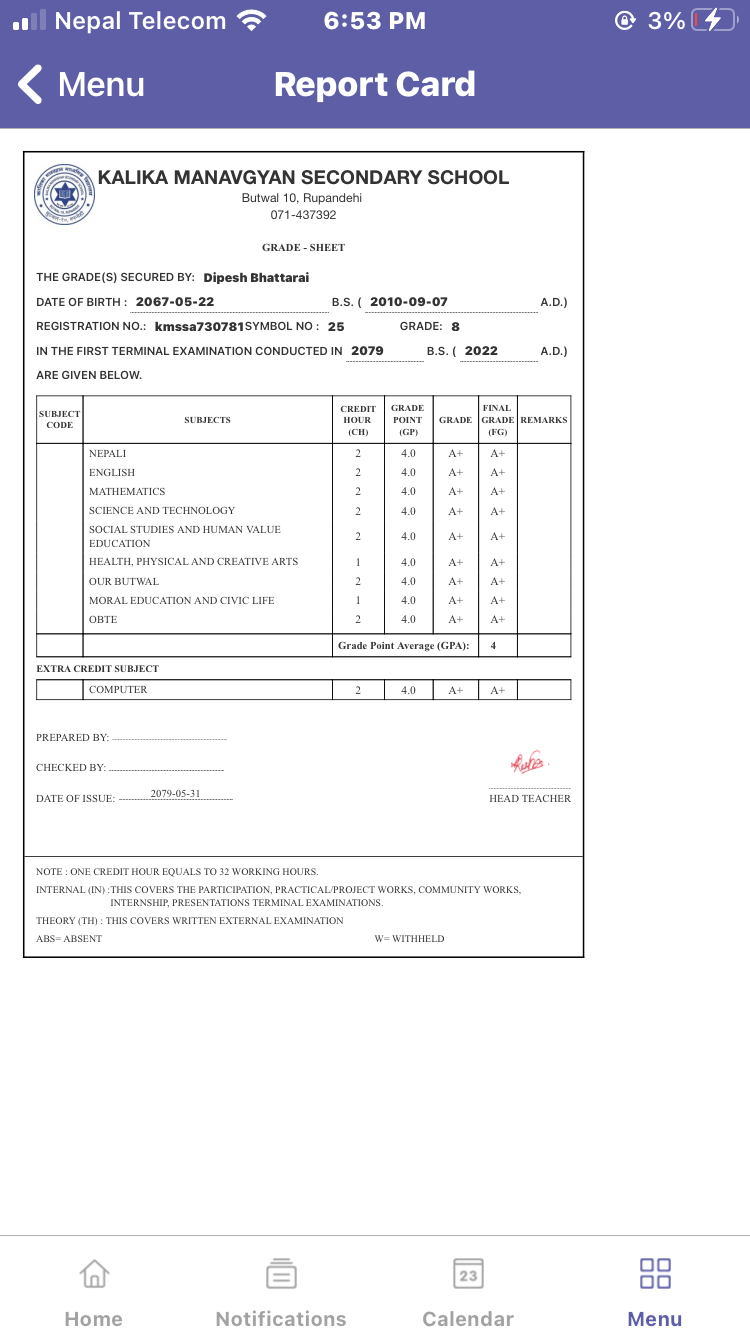 Nepal Telecom 6:53 PM 3%
Menu Report Card
KALIKA MANAVGYAN SECONDARY SCHOOL
Butwal 10, Rupandehi
071-437392
GRADE - SHEET
THE GRADE(S) SECURED BY: Dipesh Bhattarai
DATE OF BIRTH : 2067-05-22 B.S. ( 2010-09-07 A.D.)
REGISTRATION NO.: kmssa730781SYMBOL NO : 25 GRADE: 8
IN THE FIRST TERMINAL EXAMINATION CONDUCTED IN 2079 B.S. ( 2022 A.D.)
ARE GIVEN BELOW.
SUBJECT CODE SUBJECTS CREDIT HOUR (CH) GRADE POINT (GP) GRADE FINAL GRADE (FG) REMARKS
NEPALI 2 4.0 A+ A+
ENGLISH 2 4.0 A+ A+
MATHEMATICS 2 4.0 A+ A+
SCIENCE AND TECHNOLOGY 2 4.0 A+ A+
SOCIAL STUDIES AND HUMAN VALUE
EDUCATION 2 4.0 A+ A+
HEALTH, PHYSICAL AND CREATIVE ARTS 1 4.0 A+ A+
OUR BUTWAL 2 4.0 A+ A+
MORAL EDUCATION AND CIVIC LIFE 1 4.0 A+ A+
OBTE 2 4.0 A+ A+
Grade Point Average (GPA): 4
EXTRA CREDIT SUBJECT
COMPUTER 2 4.0 A+ A+
PREPARED BY:
CHECKED BY:
DATE OF ISSUE: 2079-05-31 HEAD TEACHER
NOTE : ONE CREDIT HOUR EQUALS TO 32 WORKING HOURS.
INTERNAL (IN) :THIS COVERS THE PARTICIPATION, PRACTICAL/PROJECT WORKS, COMMUNITY WORKS,
INTERNSHIP, PRESENTATIONS TERMINAL EXAMINATIONS.
THEORY (TH) : THIS COVERS WRITTEN EXTERNAL EXAMINATION
ABS= ABSENT W= WITHHELD
23
Home Notifications Calendar Menu